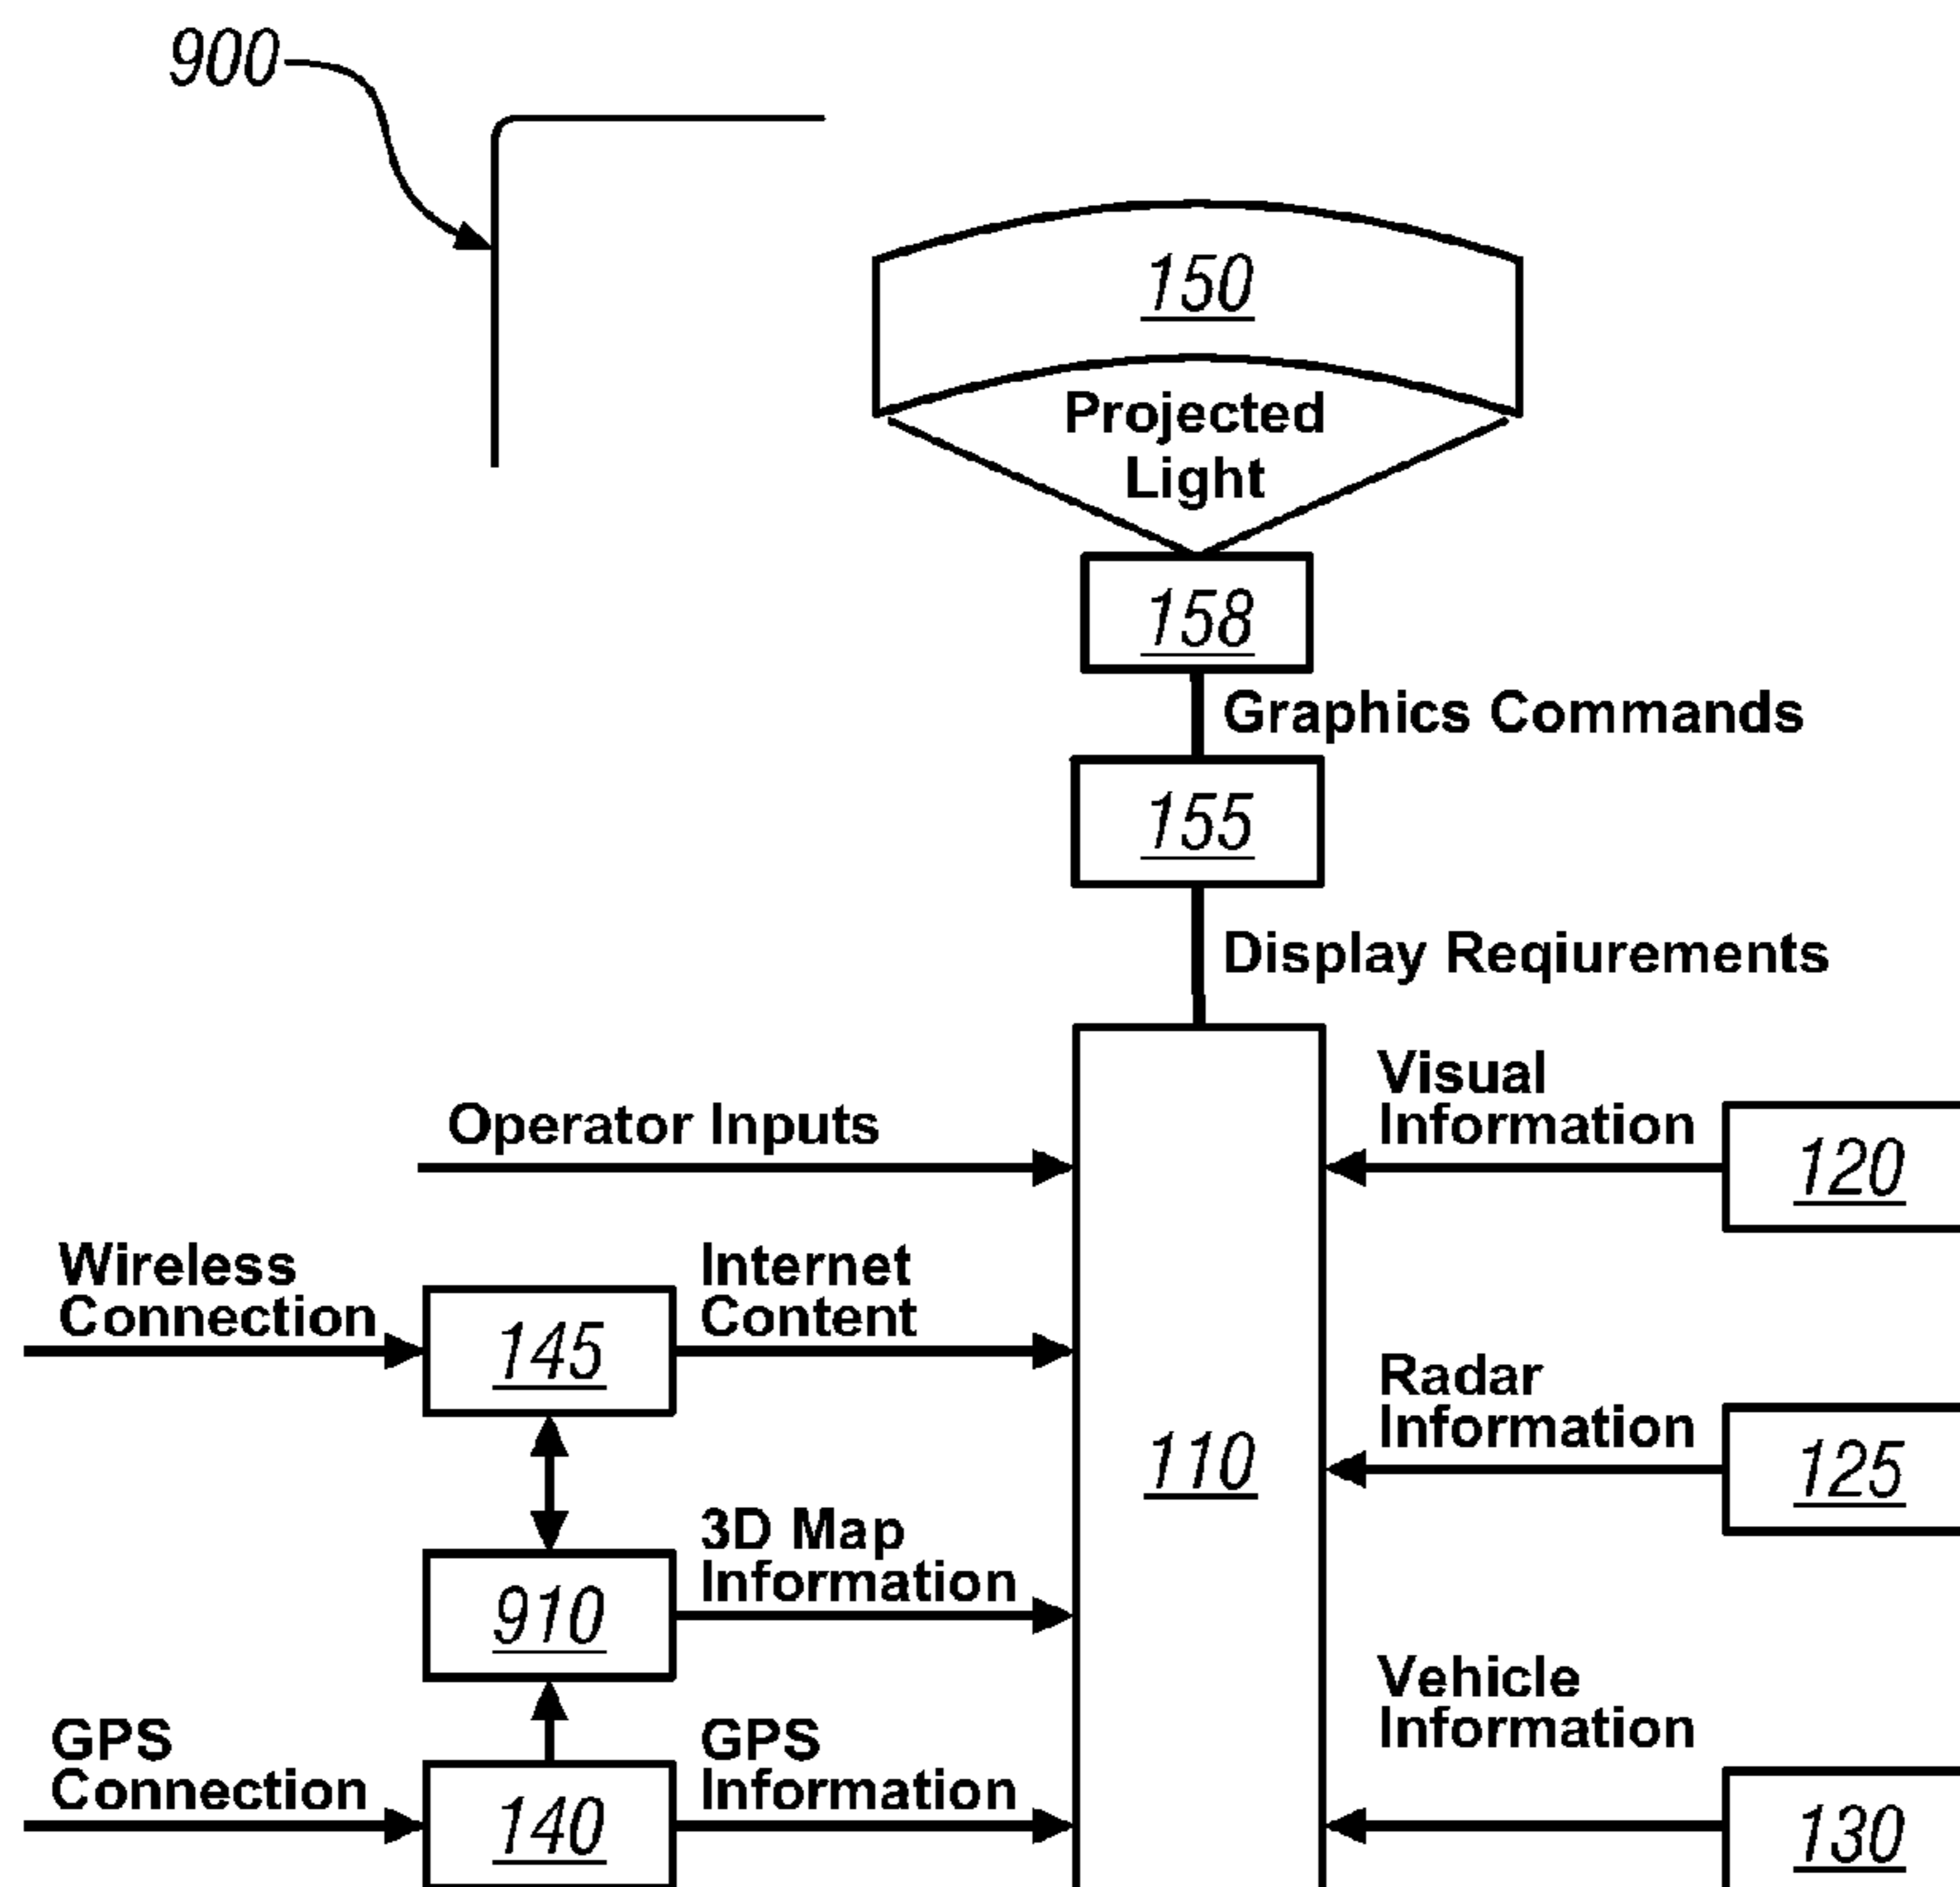 900
150
Projected
Light
158
Graphics Commands
155
Display Reqiurements
Visual
Information
Operator Inputs
120
Wireless
Connection
Internet
Content
145
Radar
Information
110
125
3D Map
Information
910
Vehicle
Information
GPS
Connection
GPS
Information
140
130